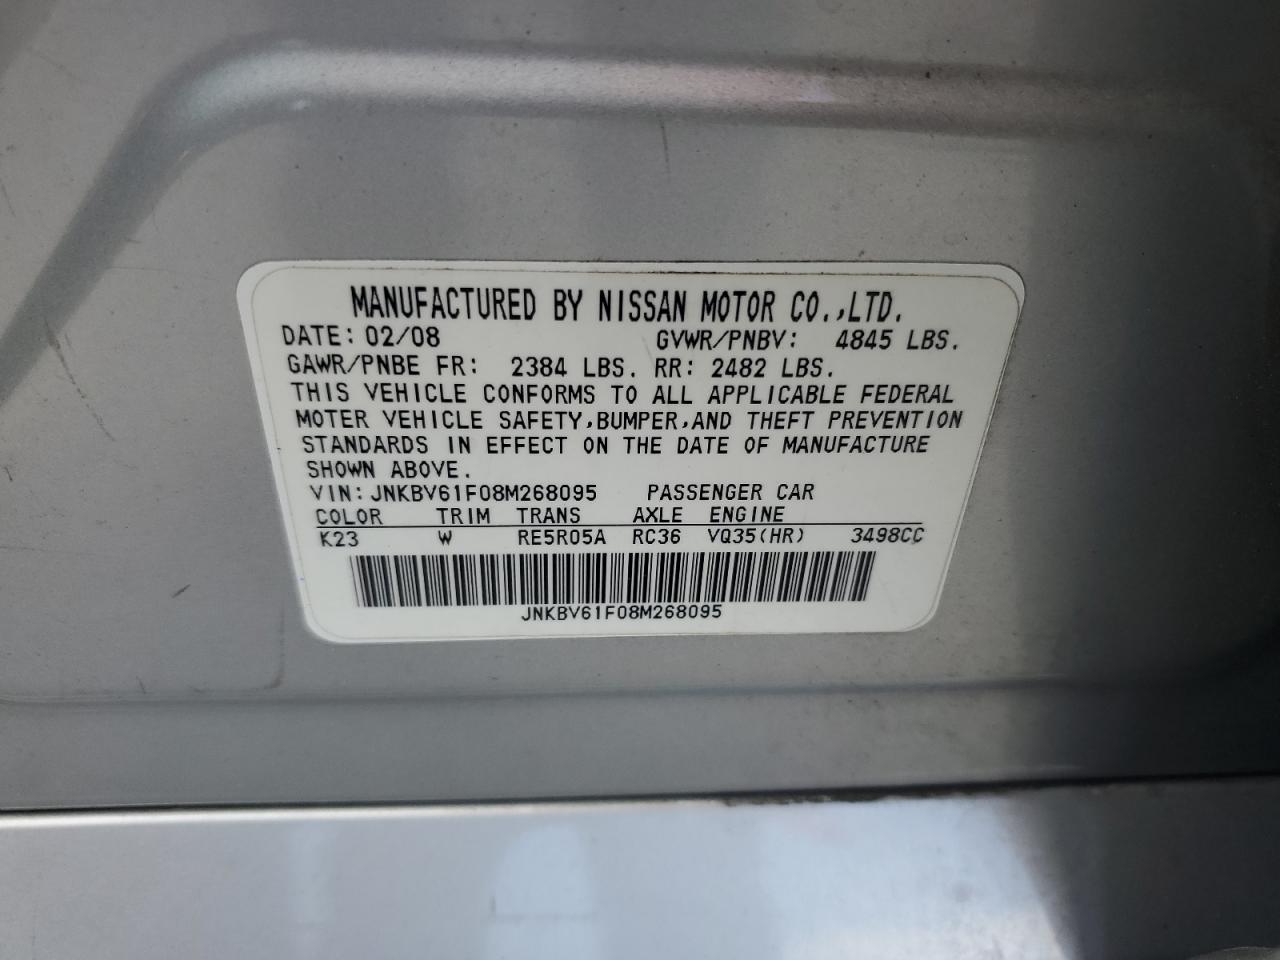 MANUFACTURED BY NISSAN MOTOR CO.,LTD.
DATE: 02/08 GVWR/PNBV: 4845 LBS.
GAWR/PNBE FR: 2384 LBS. RR: 2482 LBS.
THIS VEHICLE CONFORMS TO ALL APPLICABLE FEDERAL
MOTER VEHICLE SAFETY,BUMPER,AND THEFT PREVENTION
STANDARDS IN EFFECT ON THE DATE OF MANUFACTURE
SHOWN ABOVE.
VIN: JNKBV61F08M268095 PASSENGER CAR
COLOR TRIM TRANS AXLE ENGINE
K23 W RE5R05A RC36 VQ35(HR) 3498CC
JNKBV61F08M268095